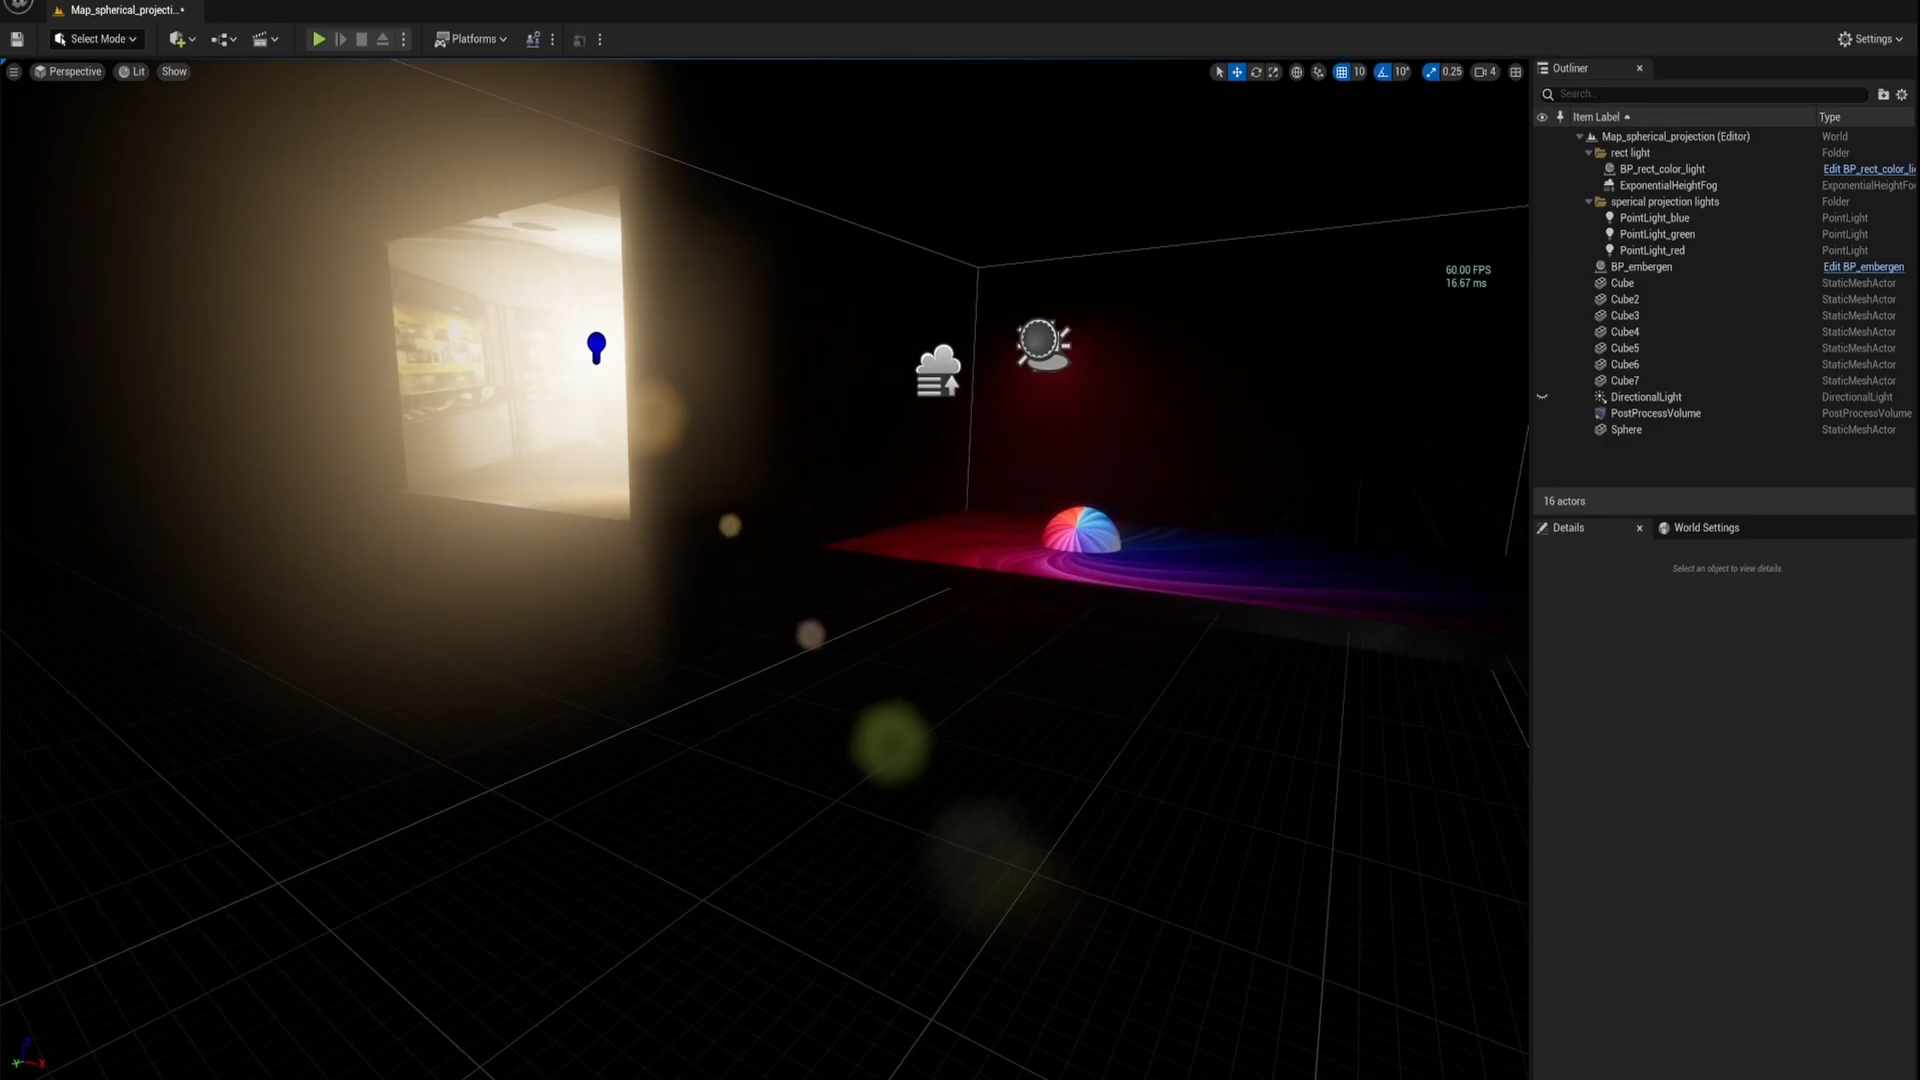 Map_spherical_projecti...*
Select Mode
Platforms
Settings
Perspective
Lit
Show
10
10°
0.25
4
60.00 FPS
16.67 ms
Outliner
Search...
Item Label
Type
Map_spherical_projection (Editor)
World
rect light
Folder
BP_rect_color_light
Edit BP_rect_color_li
ExponentialHeightFog
ExponentialHeightFo
sperical projection lights
Folder
PointLight_blue
PointLight
PointLight_green
PointLight
PointLight_red
PointLight
BP_embergen
Edit BP_embergen
Cube
StaticMeshActor
Cube2
StaticMeshActor
Cube3
StaticMeshActor
Cube4
StaticMeshActor
Cube5
StaticMeshActor
Cube6
StaticMeshActor
Cube7
StaticMeshActor
DirectionalLight
DirectionalLight
PostProcessVolume
PostProcessVolume
Sphere
StaticMeshActor
16 actors
Details
World Settings
Select an object to view details.
Z
Y
X